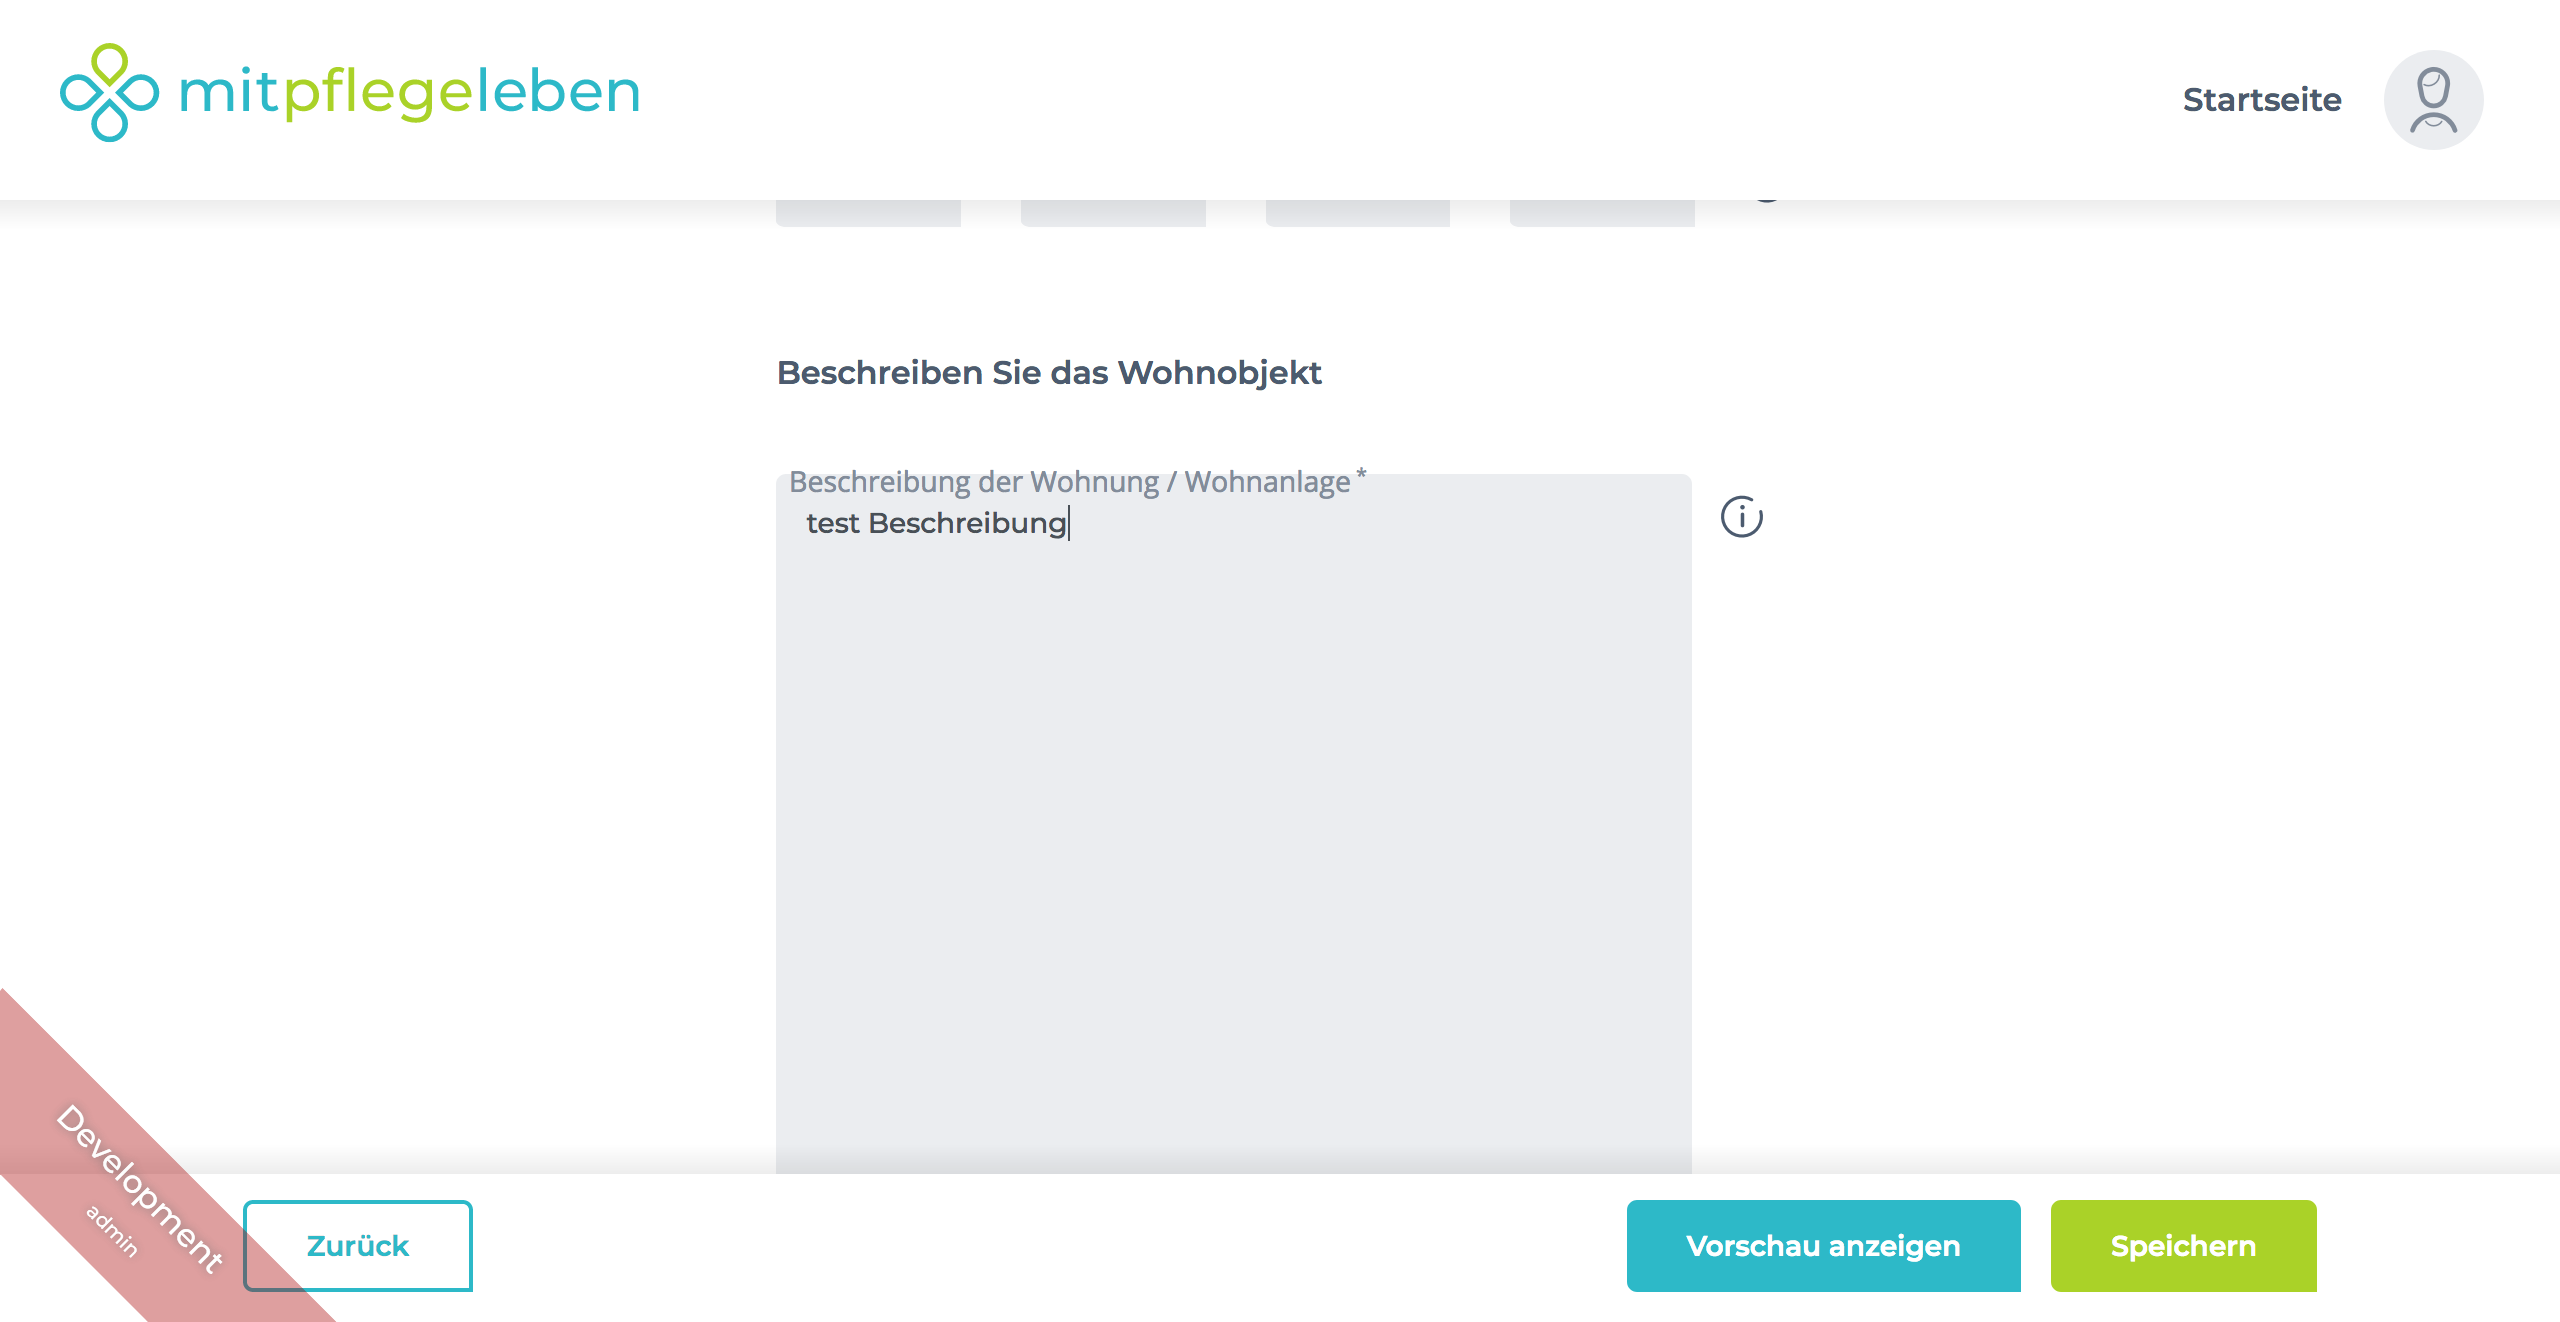 mitpflegeleben
Startseite
Beschreiben Sie das Wohnobjekt
Beschreibung der Wohnung / Wohnanlage *
test Beschreibung
Development
admin
Zurück
Vorschau anzeigen
Speichern